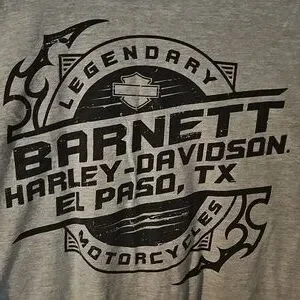 LEGENDARY
BARNETT
HARLEY-DAVIDSON.
EL PASO, TX
MOTORCYCLES